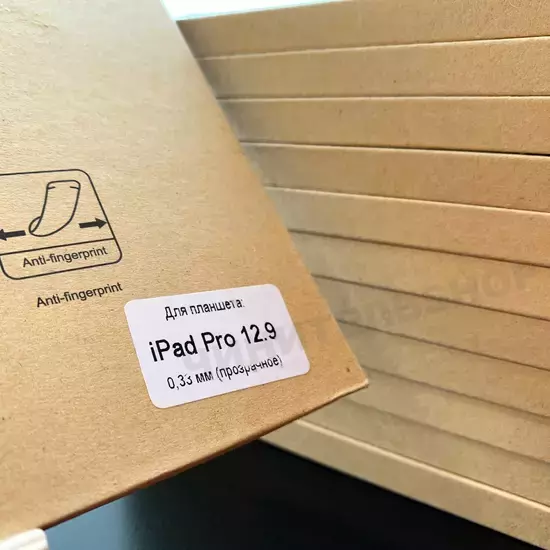 Anti-fingerprint
Anti-fingerprint
Для планшета:
iPad Pro 12.9
0,33 мм (прозрачное)